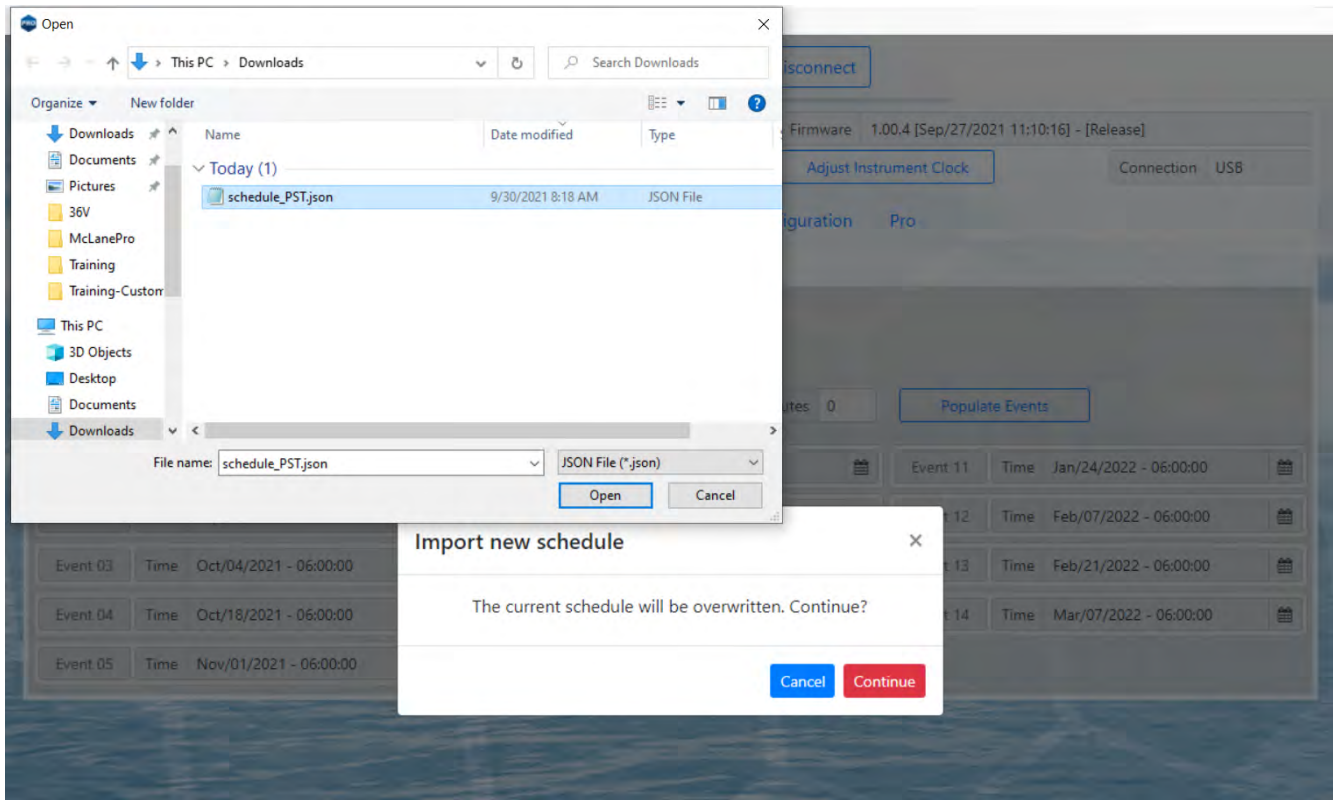 PRO Open
This PC > Downloads
Search Downloads
Organize
New folder
Downloads
Documents
Pictures
36V
McLanePro
Training
Training-Custom
This PC
3D Objects
Desktop
Documents
Downloads
Name
Date modified
Type
Today (1)
schedule_PST.json
9/30/2021 8:18 AM
JSON File
File name:
schedule_PST.json
JSON File (*.json)
Open
Cancel
isconnect
Firmware 1.00.4 [Sep/27/2021 11:10:16] - [Release]
Adjust Instrument Clock
Connection USB
iguration
Pro
utes 0
Populate Events
Event 11 Time Jan/24/2022 - 06:00:00
t 12 Time Feb/07/2022 - 06:00:00
Event 03 Time Oct/04/2021 - 06:00:00
t 13 Time Feb/21/2022 - 06:00:00
Event 04 Time Oct/18/2021 - 06:00:00
t 14 Time Mar/07/2022 - 06:00:00
Event 05 Time Nov/01/2021 - 06:00:00
Import new schedule
The current schedule will be overwritten. Continue?
Cancel
Continue